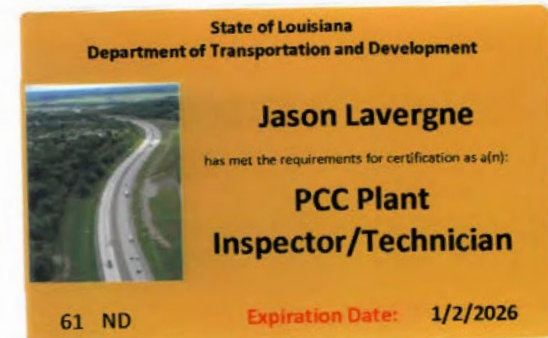 State of Louisiana
Department of Transportation and Development
Jason Lavergne
has met the requirements for certification as a(n):
PCC Plant
Inspector/Technician
61 ND
Expiration Date: 1/2/2026